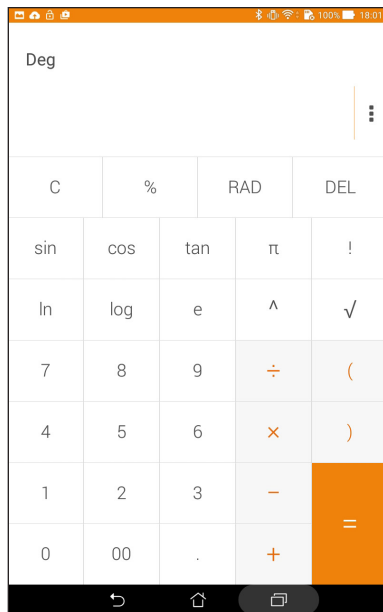 100% 18:01
Deg
C % RAD DEL
sin cos tan π !
ln log e ^ √
7 8 9 ÷ (
4 5 6 × )
1 2 3 −
=
0 00 . +